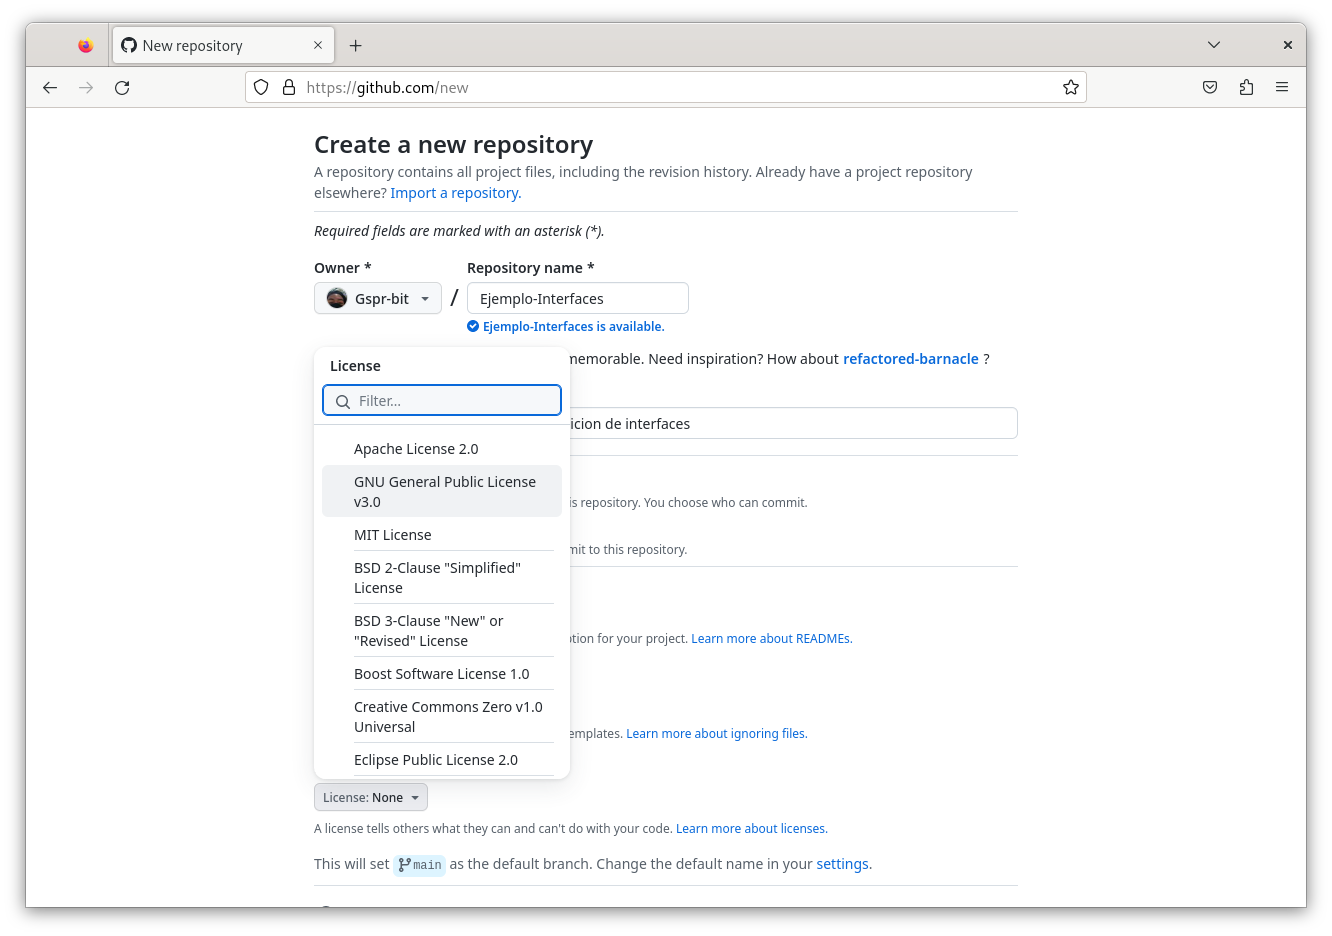 New repository
https://github.com/new
Create a new repository
A repository contains all project files, including the revision history. Already have a project repository
elsewhere? Import a repository.
Required fields are marked with an asterisk (*).
Owner * Repository name *
Gspr-bit / Ejemplo-Interfaces
Ejemplo-Interfaces is available.
memorable. Need inspiration? How about refactored-barnacle ?
License
Filter...
de interfaces
Apache License 2.0
GNU General Public License
v3.0
repository. You choose who can commit.
MIT License
to this repository.
BSD 2-Clause "Simplified"
License
BSD 3-Clause "New" or
"Revised" License
for your project. Learn more about READMEs.
Boost Software License 1.0
Creative Commons Zero v1.0
Universal
Learn more about ignoring files.
Eclipse Public License 2.0
License: None
A license tells others what they can and can't do with your code. Learn more about licenses.
This will set main as the default branch. Change the default name in your settings.